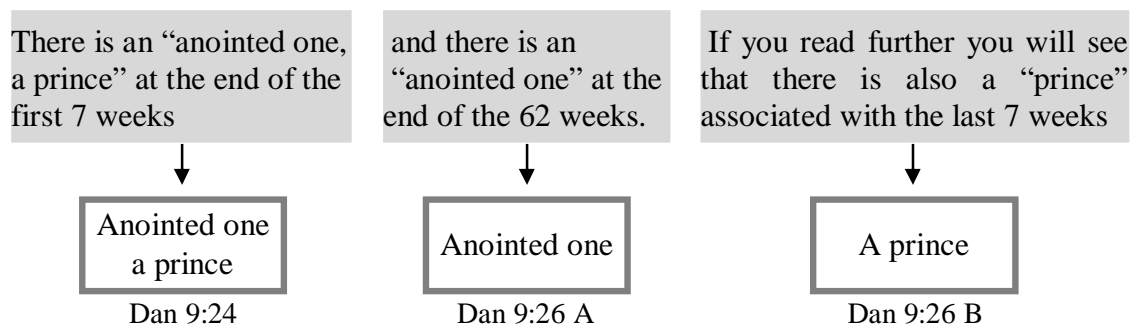 There is an “anointed one,
a prince” at the end of the
first 7 weeks
and there is an
“anointed one” at the
end of the 62 weeks.
If you read further you will see
that there is also a “prince”
associated with the last 7 weeks
Anointed one
a prince
Anointed one
A prince
Dan 9:24
Dan 9:26 A
Dan 9:26 B